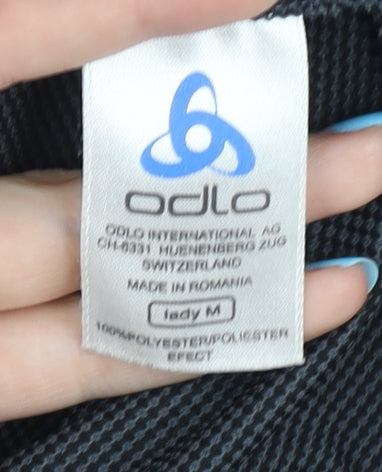 odlo
ODLO INTERNATIONAL AG
CH-6331 HUENENBERG ZUG
SWITZERLAND
MADE IN ROMANIA
lady M
100%POLYESTER/POLIESTER
EFECT